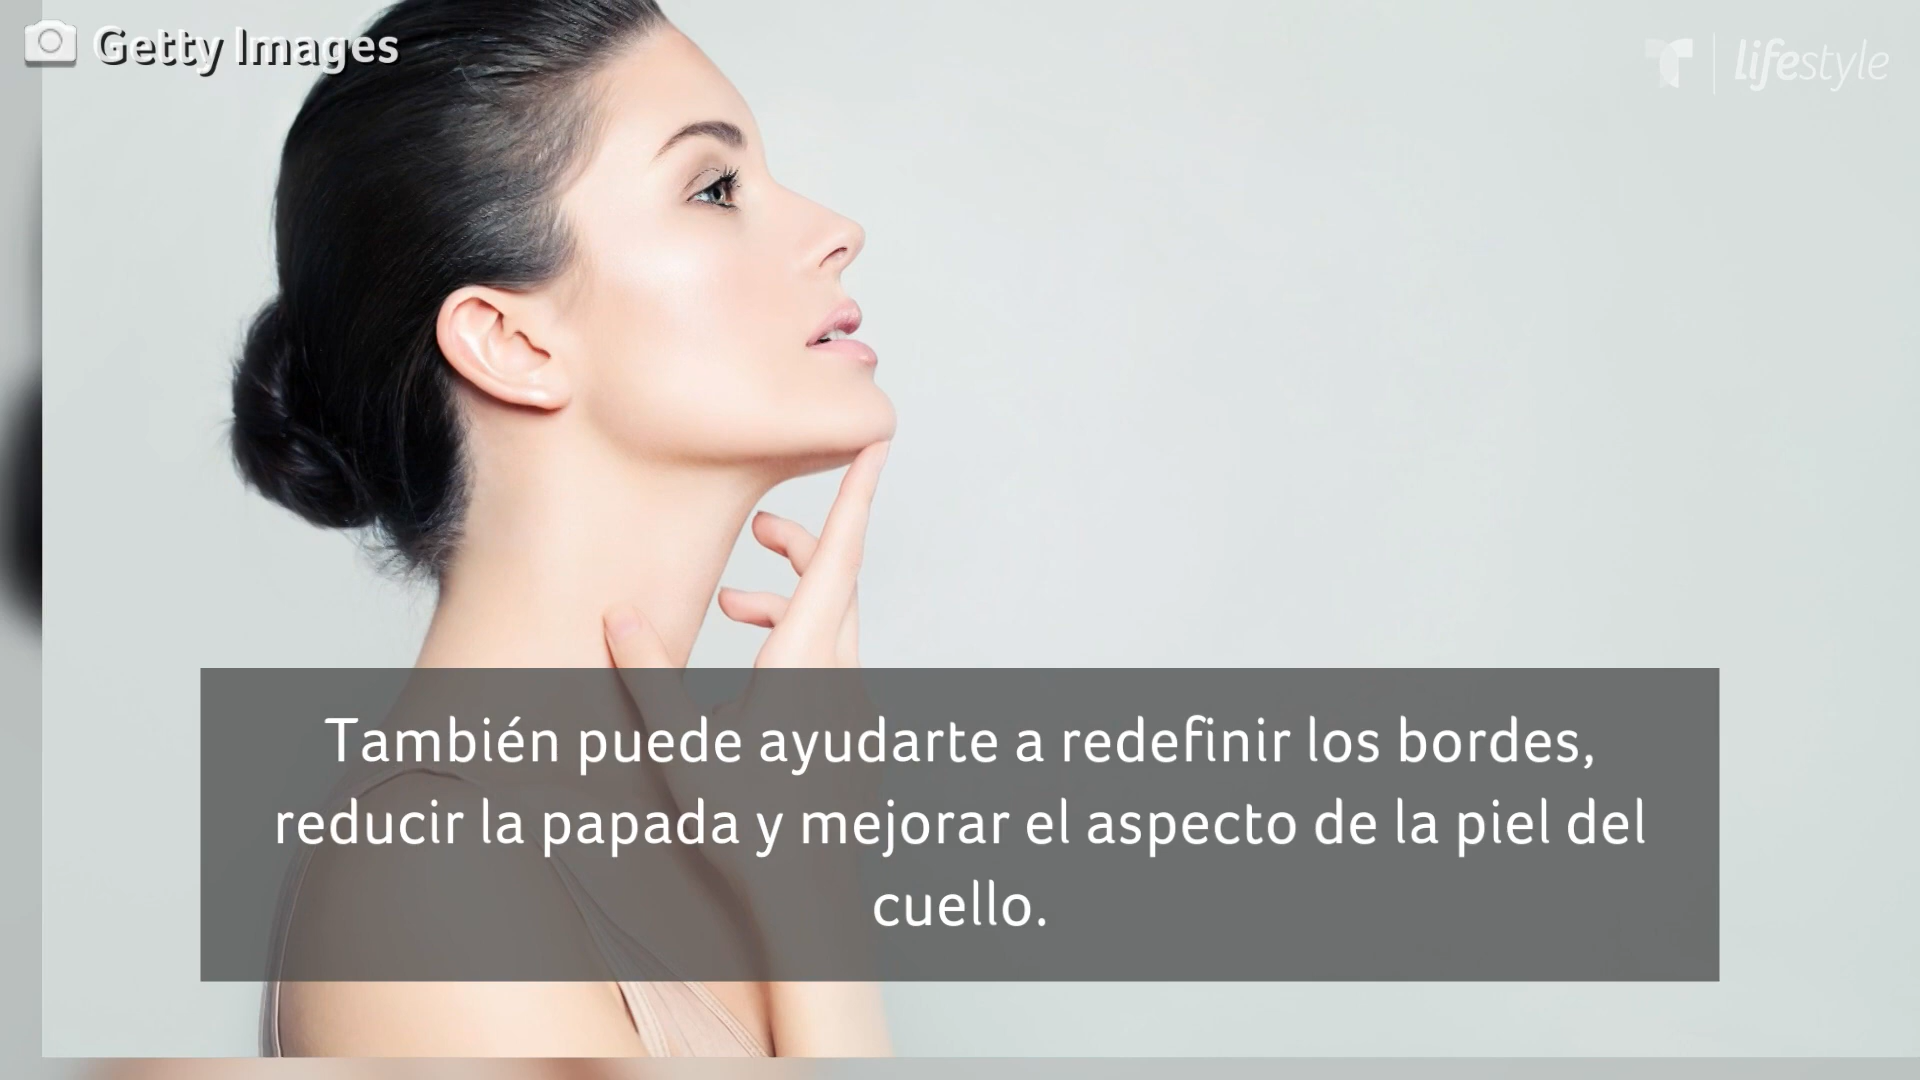 Getty Images
lifestyle
También puede ayudarte a redefinir los bordes,
reducir la papada y mejorar el aspecto de la piel del
cuello.